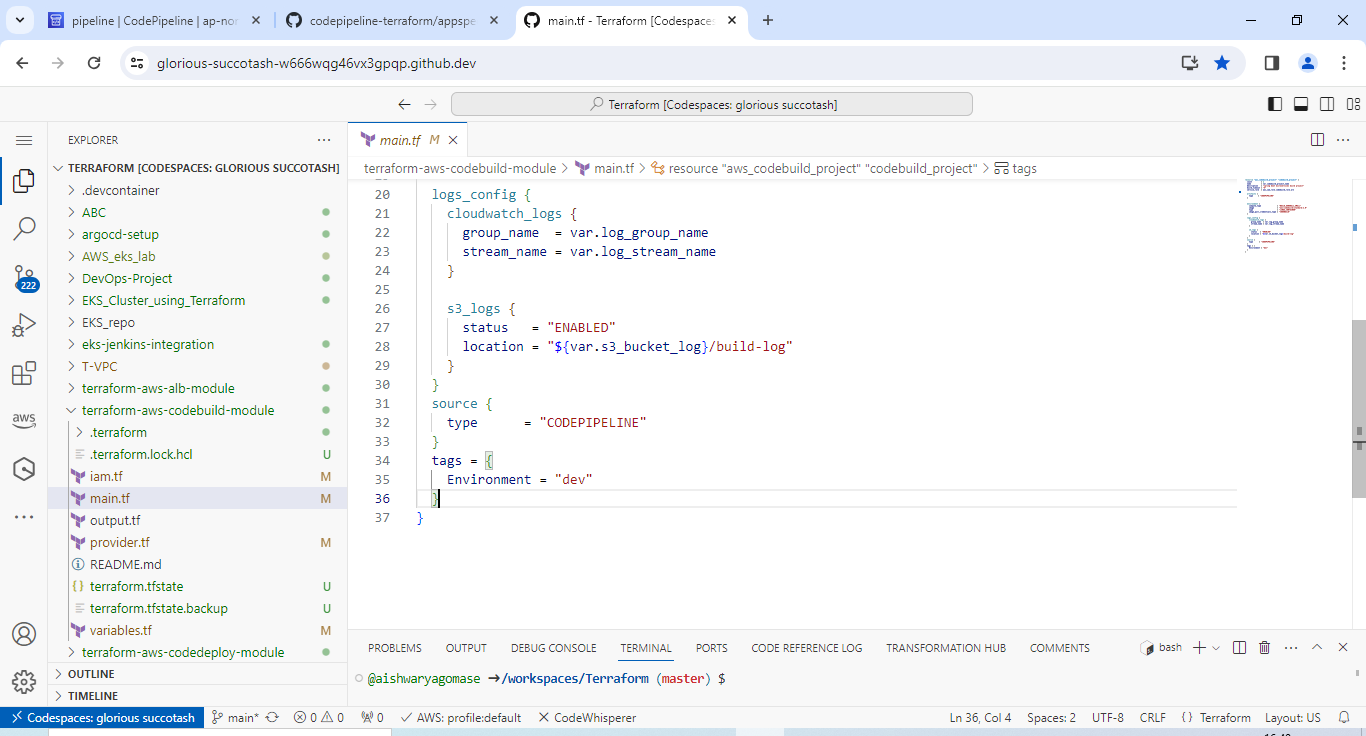 pipeline | CodePipeline | ap-nor
codepipeline-terraform/appspe
main.tf - Terraform [Codespaces:
glorious-succotash-w666wqg46vx3gpqp.github.dev
Terraform [Codespaces: glorious succotash]
EXPLORER
TERRAFORM [CODESPACES: GLORIOUS SUCCOTASH]
.devcontainer
ABC
argocd-setup
AWS_eks_lab
DevOps-Project
EKS_Cluster_using_Terraform
EKS_repo
eks-jenkins-integration
T-VPC
terraform-aws-alb-module
terraform-aws-codebuild-module
.terraform
.terraform.lock.hcl U
iam.tf M
main.tf M
output.tf
provider.tf M
README.md
terraform.tfstate U
terraform.tfstate.backup U
variables.tf M
terraform-aws-codedeploy-module
OUTLINE
TIMELINE
222
aws
main.tf M
terraform-aws-codebuild-module > main.tf > resource "aws_codebuild_project" "codebuild_project" > tags
20 logs_config {
21 cloudwatch_logs {
22 group_name = var.log_group_name
23 stream_name = var.log_stream_name
24 }
25
26 s3_logs {
27 status = "ENABLED"
28 location = "${var.s3_bucket_log}/build-log"
29 }
30 }
31 source {
32 type = "CODEPIPELINE"
33 }
34 tags = {
35 Environment = "dev"
36 }
37 }
PROBLEMS OUTPUT DEBUG CONSOLE TERMINAL PORTS CODE REFERENCE LOG TRANSFORMATION HUB COMMENTS
bash
@aishwaryagomase ➜/workspaces/Terraform (master) $
Codespaces: glorious succotash main* 0 0 0 AWS: profile:default CodeWhisperer Ln 36, Col 4 Spaces: 2 UTF-8 CRLF {} Terraform Layout: US